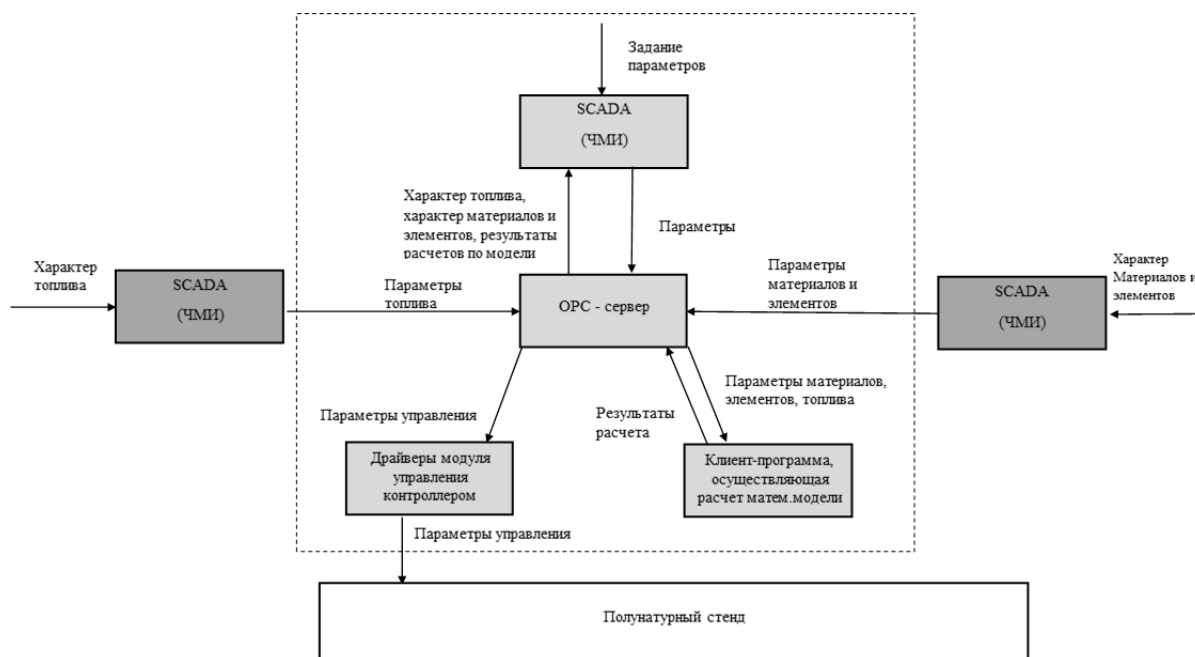 Задание
параметров
SCADA
(ЧМИ)
Характер топлива,
характер материалов и
элементов, результаты
расчетов по модели
Параметры
Характер
топлива
SCADA
(ЧМИ)
Параметры
топлива
OPC - сервер
Параметры
материалов и
элементов
SCADA
(ЧМИ)
Характер
Материалов и
элементов
Параметры управления
Результаты
расчета
Параметры материалов,
элементов, топлива
Драйверы модуля
управления
контроллером
Клиент-программа,
осуществляющая
расчет матем.модели
Параметры управления
Полунатурный стенд